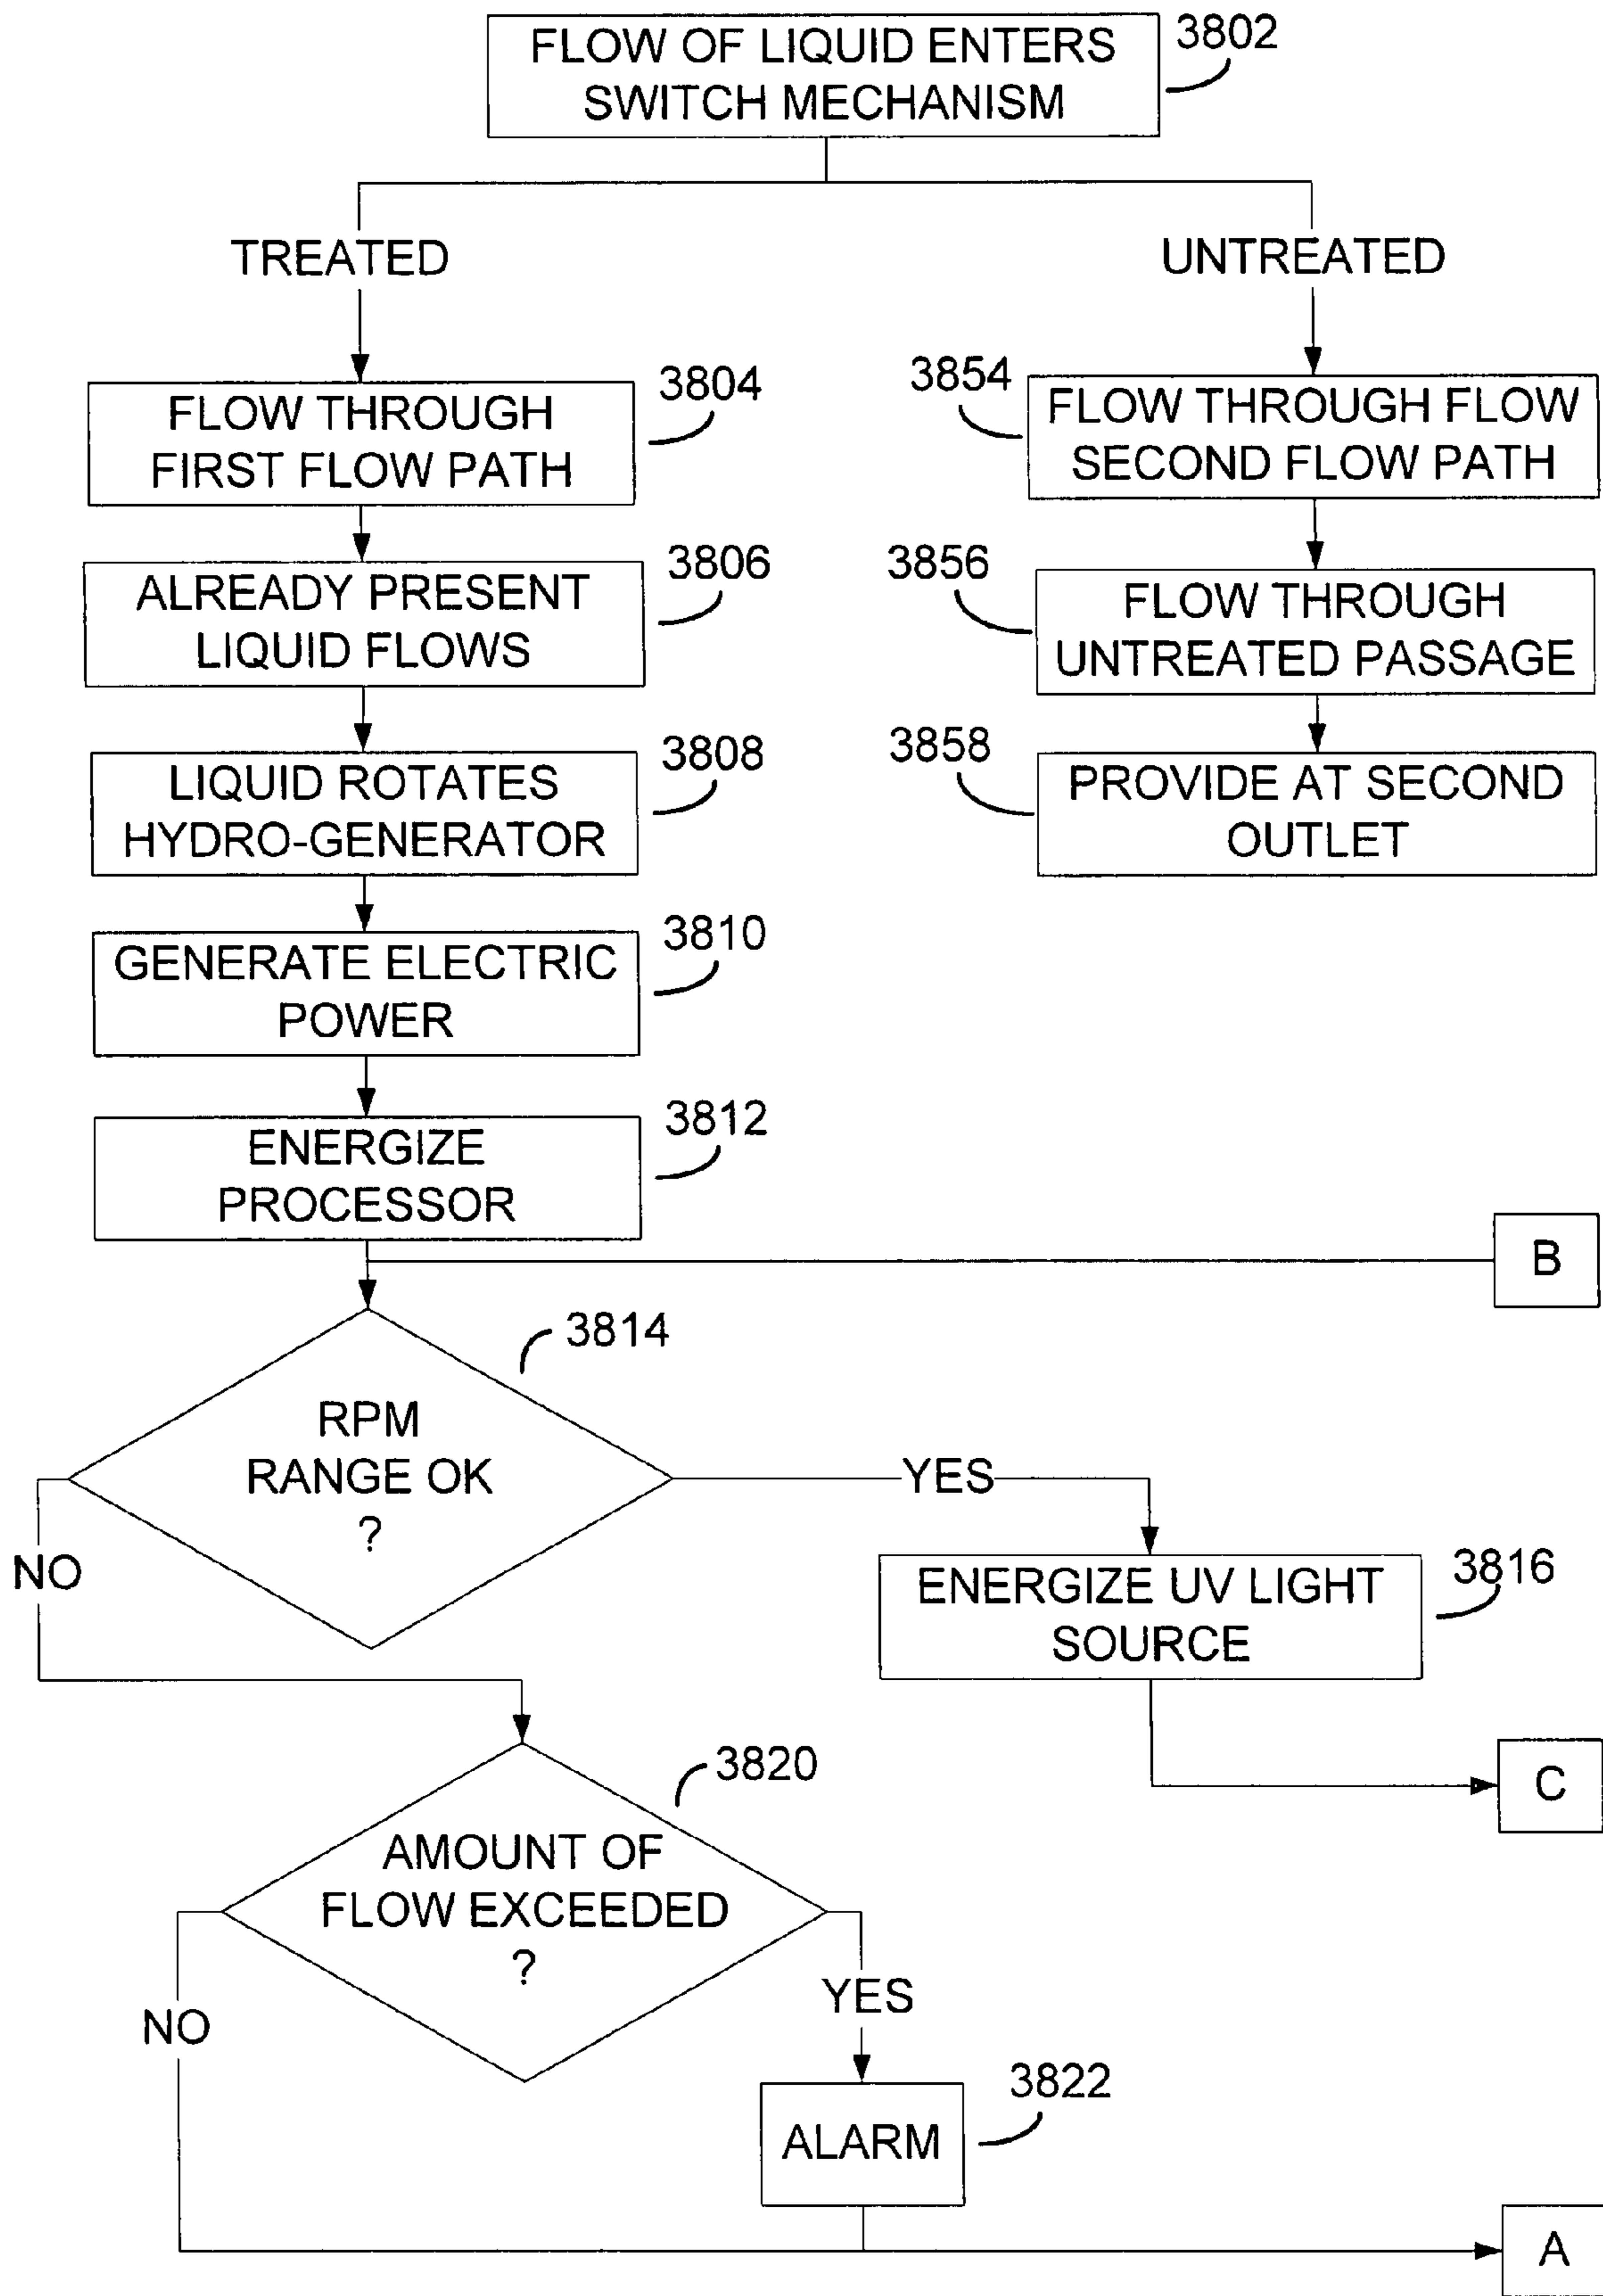 FLOW OF LIQUID ENTERS
SWITCH MECHANISM
3802
TREATED
UNTREATED
FLOW THROUGH
FIRST FLOW PATH
3804
3854
FLOW THROUGH FLOW
SECOND FLOW PATH
ALREADY PRESENT
LIQUID FLOWS
3806
3856
FLOW THROUGH
UNTREATED PASSAGE
LIQUID ROTATES
HYDRO-GENERATOR
3808
3858
PROVIDE AT SECOND
OUTLET
GENERATE ELECTRIC
POWER
3810
ENERGIZE
PROCESSOR
3812
B
3814
RPM
RANGE OK
?
YES
NO
ENERGIZE UV LIGHT
SOURCE
3816
C
3820
AMOUNT OF
FLOW EXCEEDED
?
YES
NO
ALARM
3822
A